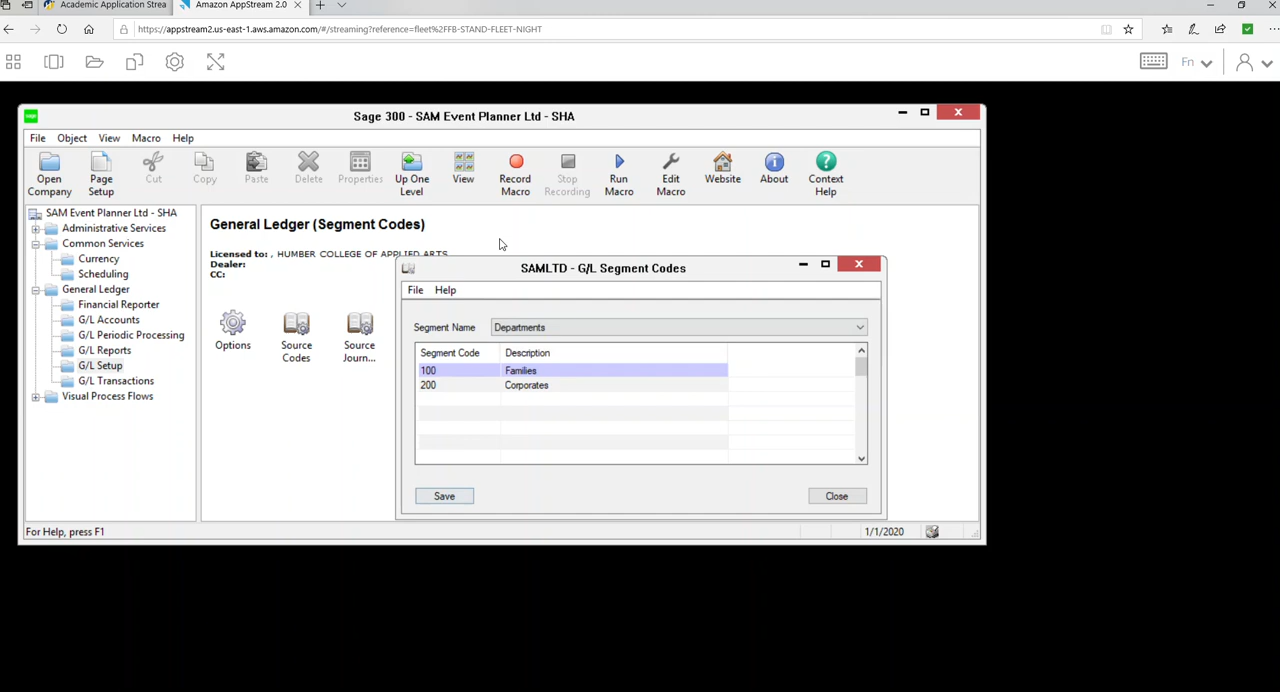 Academic Application Strea
Amazon AppStream 2.0
https://appstream2.us-east-1.aws.amazon.com/#/streaming?reference=fleet%2FFB-STAND-FLEET-NIGHT
Fn
sage
Sage 300 - SAM Event Planner Ltd - SHA
File Object View Macro Help
Open Company
Page Setup
Cut
Copy
Paste
Delete
Properties
Up One Level
View
Record Macro
Stop Recording
Run Macro
Edit Macro
Website
About
Context Help
SAM Event Planner Ltd - SHA
Administrative Services
Common Services
Currency
Scheduling
General Ledger
Financial Reporter
G/L Accounts
G/L Periodic Processing
G/L Reports
G/L Setup
G/L Transactions
Visual Process Flows
General Ledger (Segment Codes)
Licensed to: , HUMBER COLLEGE OF APPLIED ARTS
Dealer:
CC:
Options
Source Codes
Source Journ...
SAMLTD - G/L Segment Codes
File Help
Segment Name Departments
Segment Code Description
100 Families
200 Corporates
Save Close
For Help, press F1
1/1/2020